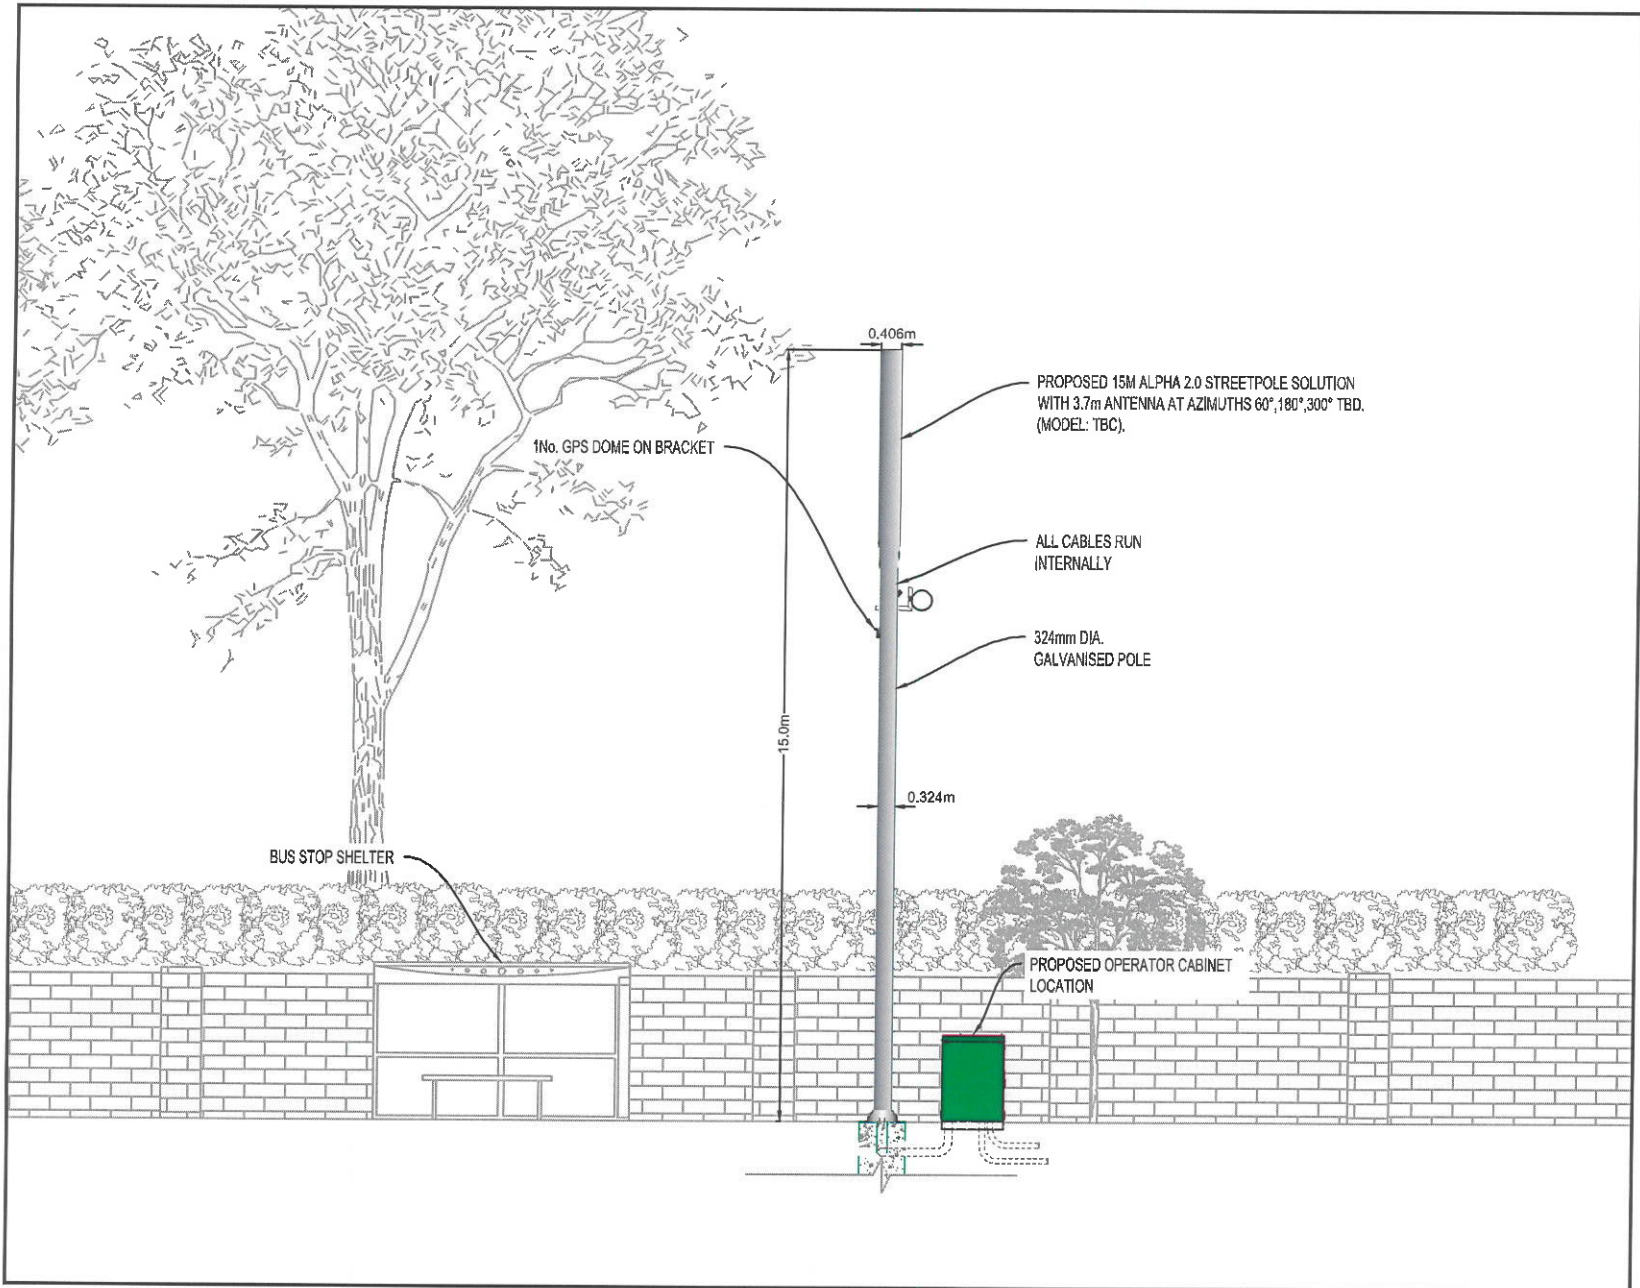 0.406m
PROPOSED 15M ALPHA 2.0 STREETPOLE SOLUTION
WITH 3.7m ANTENNA AT AZIMUTHS 60°,180°,300° TBD.
(MODEL: TBC).
1No. GPS DOME ON BRACKET
ALL CABLES RUN
INTERNALLY
324mm DIA.
GALVANISED POLE
15.0m
0.324m
BUS STOP SHELTER
PROPOSED OPERATOR CABINET
LOCATION